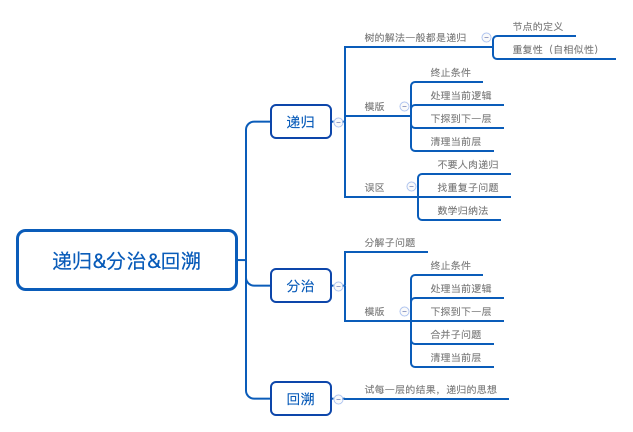 递归&分治&回溯
递归
树的解法一般都是递归
节点的定义
重复性（自相似性）
模版
终止条件
处理当前逻辑
下探到下一层
清理当前层
误区
不要人肉递归
找重复子问题
数学归纳法
分治
分解子问题
模版
终止条件
处理当前逻辑
下探到下一层
合并子问题
清理当前层
回溯
试每一层的结果，递归的思想